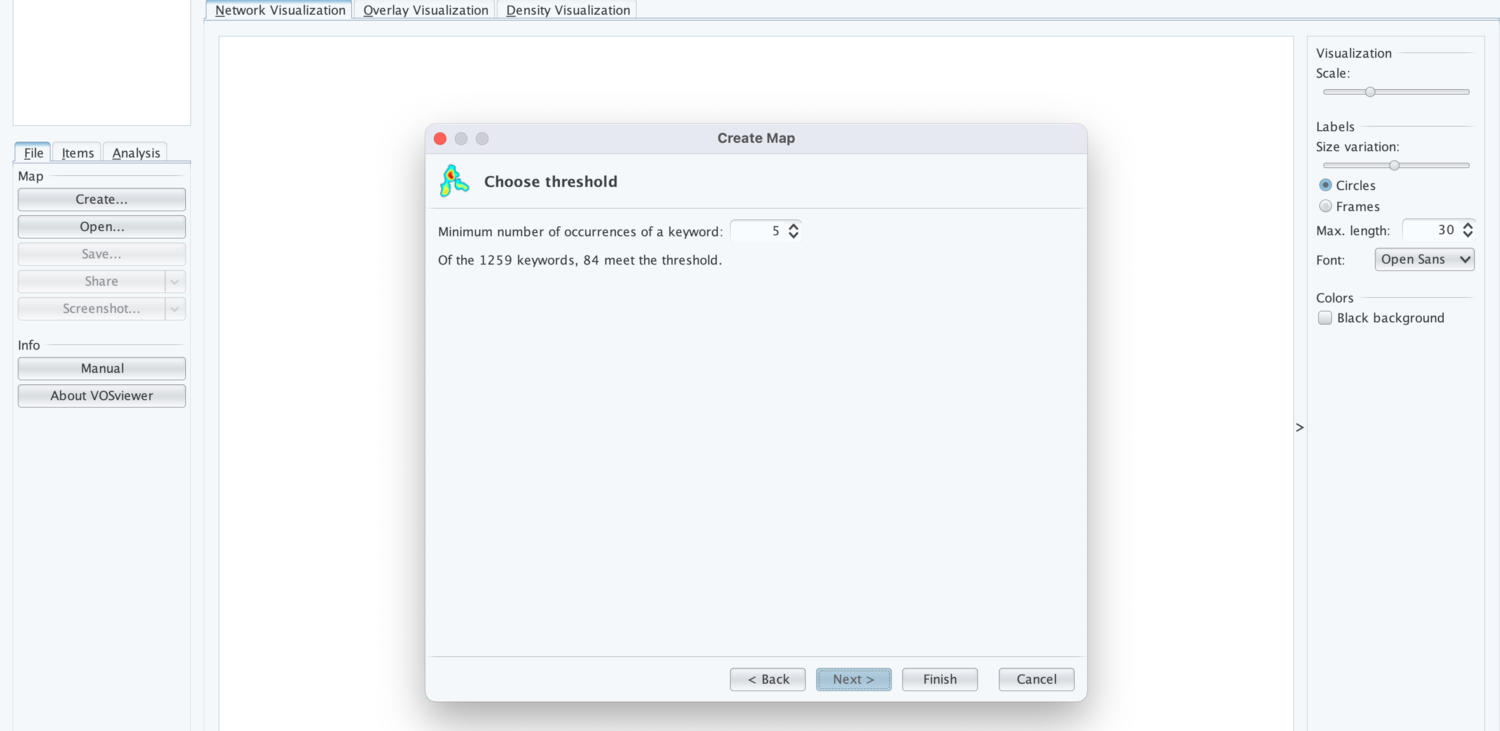 Network Visualization Overlay Visualization Density Visualization
File Items Analysis
Map
Create...
Open...
Save...
Share
Screenshot...
Info
Manual
About VOSviewer
Create Map
Choose threshold
Minimum number of occurrences of a keyword: 5
Of the 1259 keywords, 84 meet the threshold.
< Back Next > Finish Cancel
>
Visualization
Scale:
Labels
Size variation:
Circles
Frames
Max. length: 30
Font: Open Sans
Colors
Black background